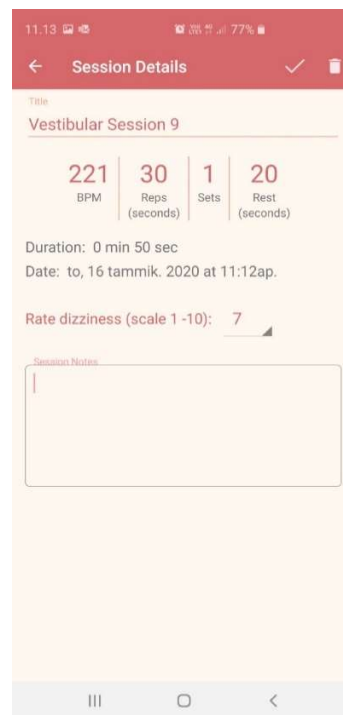 11.13 77%
Session Details
Title
Vestibular Session 9
221 30 1 20
BPM Reps Sets Rest
(seconds) (seconds)
Duration: 0 min 50 sec
Date: to, 16 tammik. 2020 at 11:12ap.
Rate dizziness (scale 1 -10): 7
Session Notes